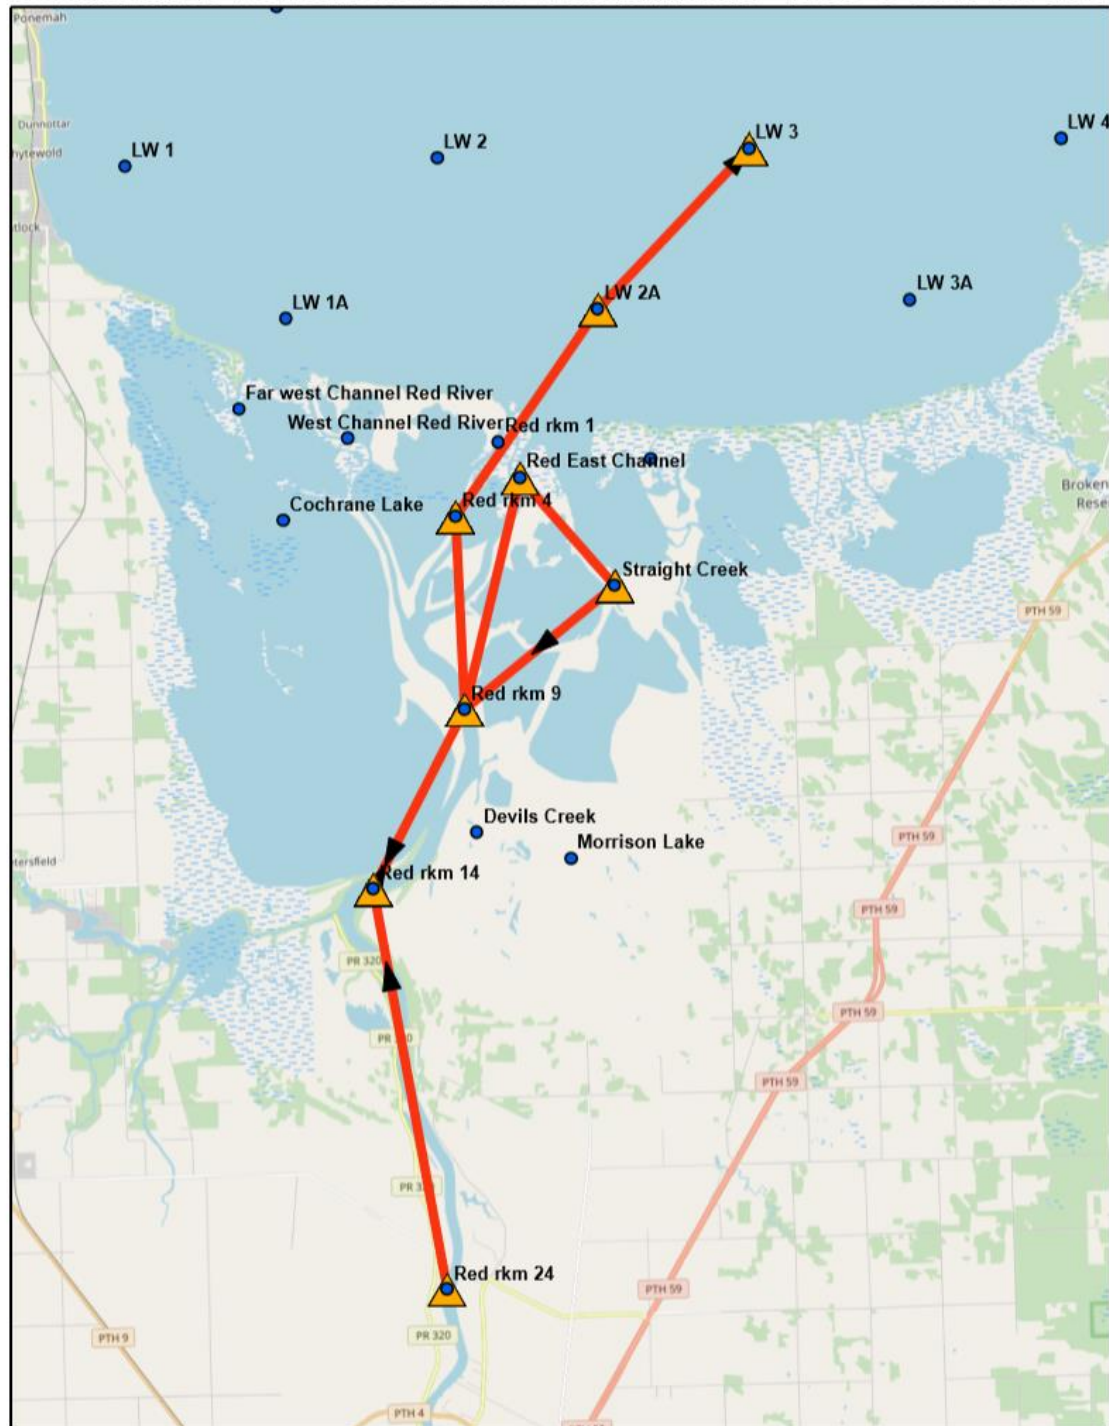 Ponemah
Dunnottar
LW 1
LW 2
LW 3
LW 4
LW 1A
LW 2A
LW 3A
Far west Channel Red River
West Channel Red River
Red rkm 1
Red East Channel
Cochrane Lake
Red rkm 4
Broken
Rese
Straight Creek
PTH 59
Red rkm 9
Devils Creek
PTH 59
Morrison Lake
Red rkm 14
PTH 59
PR 320
PTH 59
PTH 59
PR 3
Red rkm 24
PTH 59
PR 320
PTH 9
PTH 4